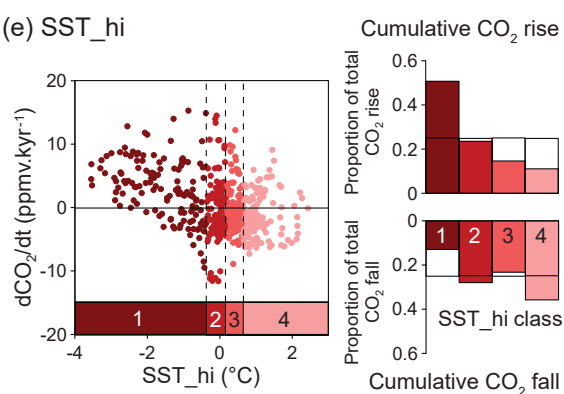 (e) SST_hi
Cumulative CO₂ rise
dCO₂/dt (ppmv.kyr⁻¹)
20
10
0
-10
-20
1
2
3
4
-4
-2
0
2
SST_hi (°C)
Proportion of total
CO₂ rise
0.6
0.4
0.2
0
Proportion of total
CO₂ fall
0
0.2
0.4
0.6
1
2
3
4
SST_hi class
Cumulative CO₂ fall